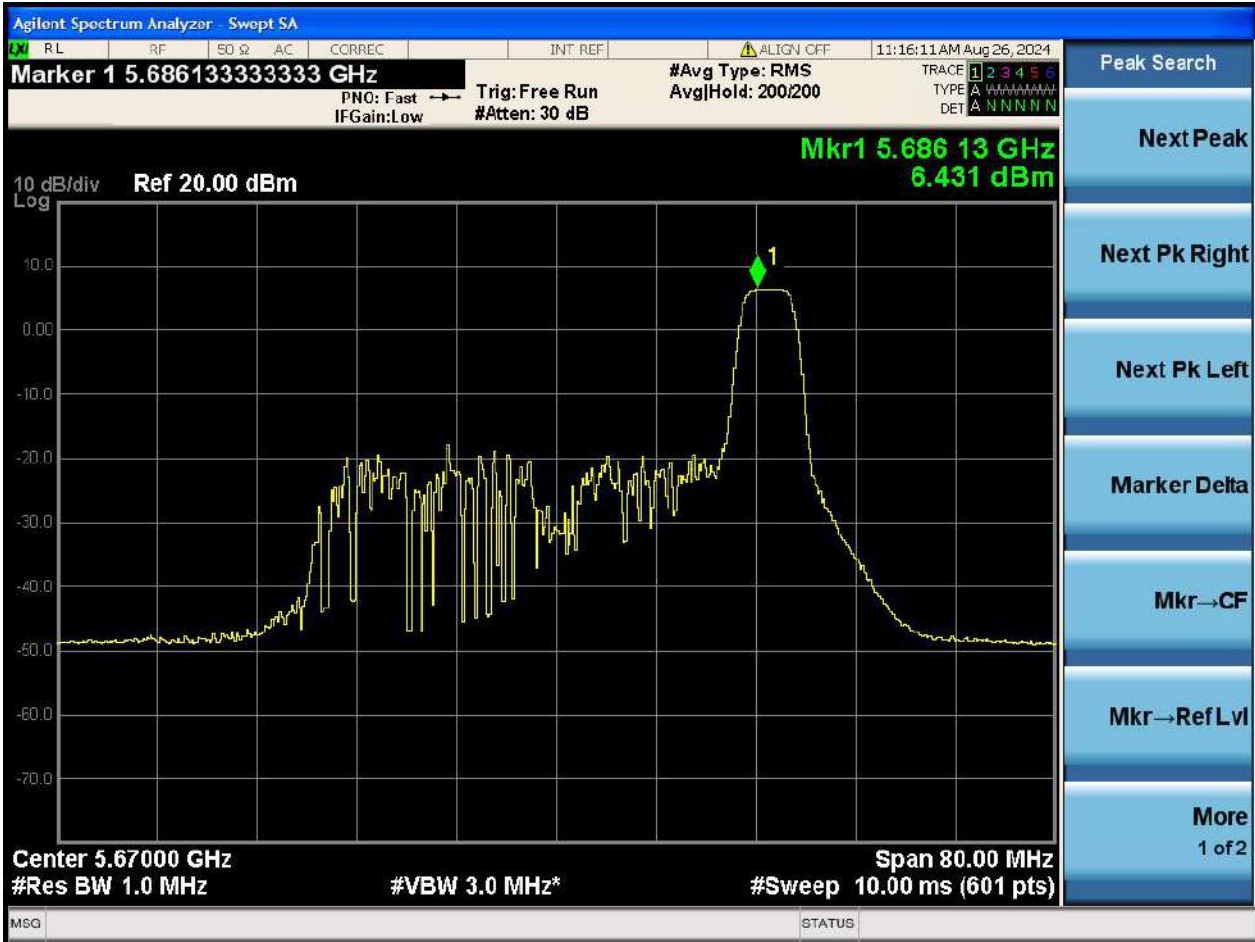 Agilent Spectrum Analyzer - Swept SA
LXI RL RF 50 Ω AC CORREC INT REF ALIGN OFF 11:16:11 AM Aug 26, 2024
Marker 1 5.686133333333 GHz
PNO: Fast
IFGain:Low
Trig: Free Run
#Atten: 30 dB
#Avg Type: RMS
Avg|Hold: 200/200
TRACE 1 2 3 4 5 6
TYPE A WWWWWW
DET A N N N N N
Mkr1 5.686 13 GHz
6.431 dBm
10 dB/div Ref 20.00 dBm
Log
1
10.0
0.00
-10.0
-20.0
-30.0
-40.0
-50.0
-60.0
-70.0
Center 5.67000 GHz Span 80.00 MHz
#Res BW 1.0 MHz #VBW 3.0 MHz* #Sweep 10.00 ms (601 pts)
MSG STATUS
Peak Search
Next Peak
Next Pk Right
Next Pk Left
Marker Delta
Mkr→CF
Mkr→Ref Lvl
More
1 of 2